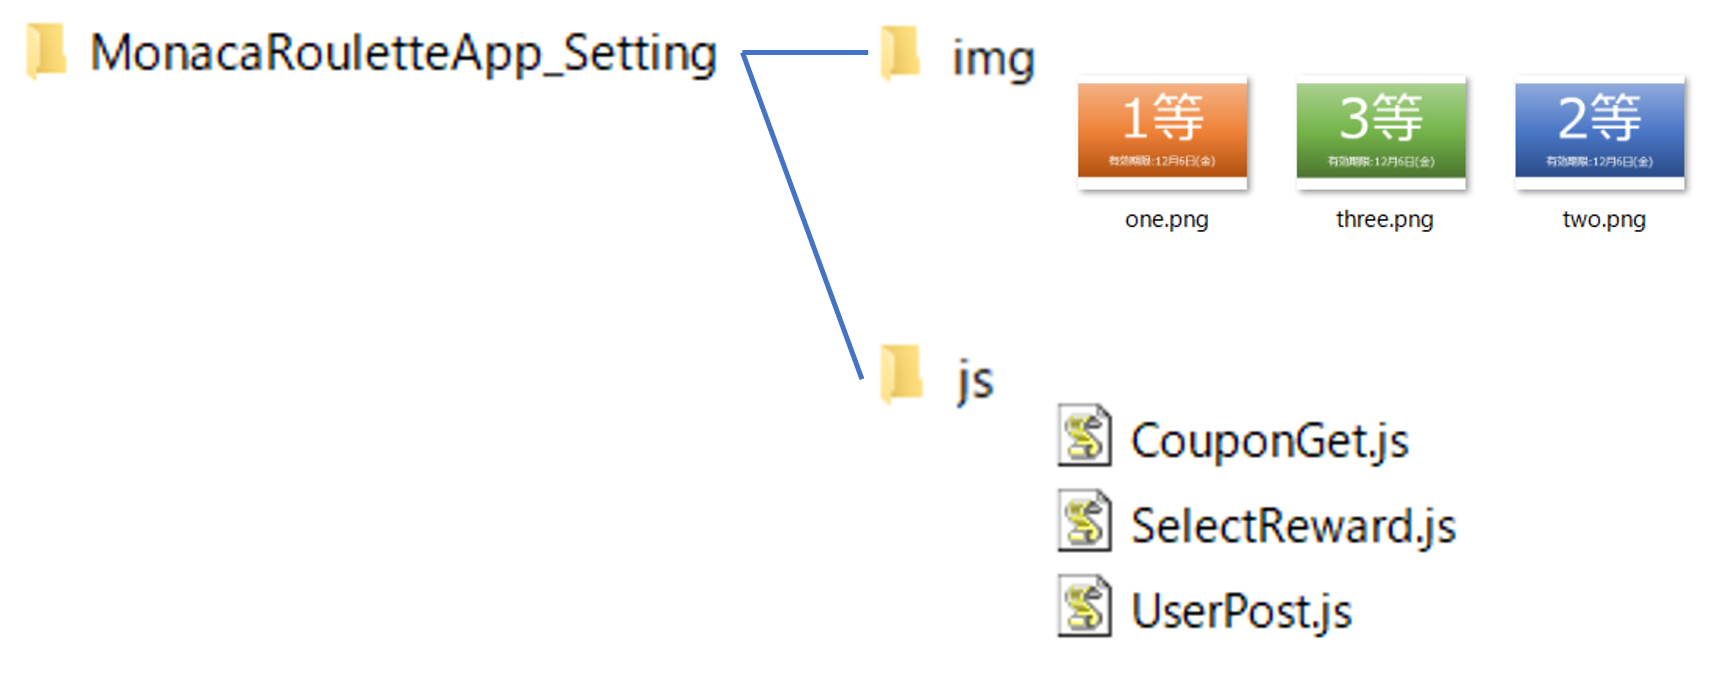 MonacaRouletteApp_Setting
img
1等
有効期限:12月6日(金)
one.png
3等
有効期限:12月6日(金)
three.png
2等
有効期限:12月6日(金)
two.png
js
CouponGet.js
SelectReward.js
UserPost.js